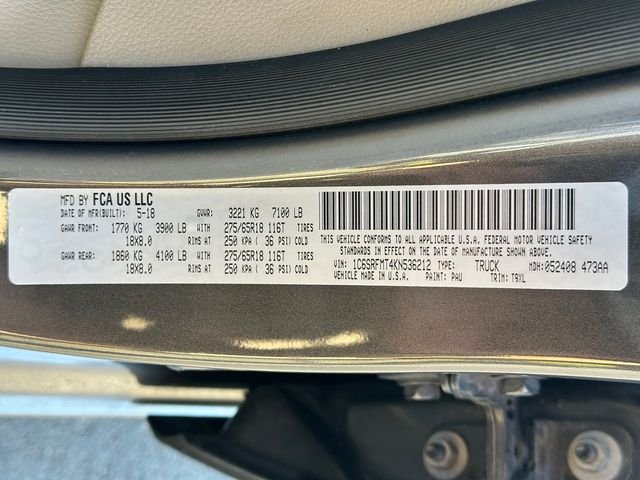 MFD BY FCA US LLC
DATE OF MFR(BUILT): 5-18 GVWR: 3221 KG 7100 LB
GAWR FRONT: 1770 KG 3900 LB 275/65R18 116T TIRES
18X8.0 RIMS AT 250 KPA ( 36 PSI) COLD
GAWR REAR: 1860 KG 4100 LB 275/65R18 116T TIRES
18X8.0 RIMS AT 250 KPA ( 36 PSI) COLD
THIS VEHICLE CONFORMS TO ALL APPLICABLE U.S.A. FEDERAL MOTOR VEHICLE SAFETY
STANDARDS IN EFFECT ON THE DATE OF MANUFACTURE SHOWN ABOVE.
VIN: 1C6SRFMT4KN536212 TYPE: TRUCK MDH: 052408 473AA
VEHICLE MADE IN U.S.A. PAINT: PAU TRIM: T9XL